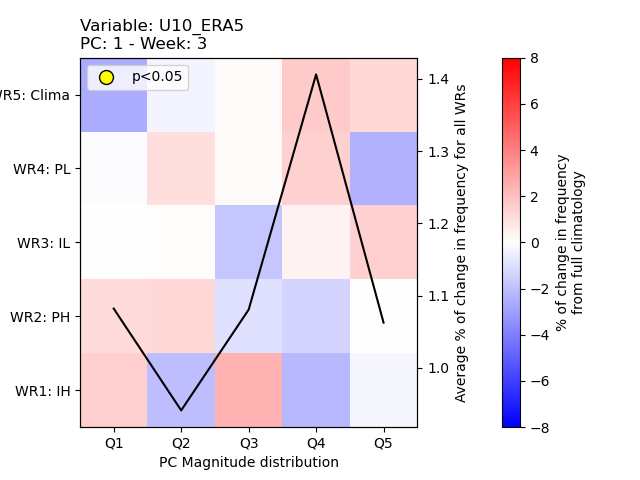 Variable: U10_ERA5
PC: 1 - Week: 3
p<0.05
WR5: Clima
WR4: PL
WR3: IL
WR2: PH
WR1: IH
Q1 Q2 Q3 Q4 Q5
PC Magnitude distribution
1.4
1.3
1.2
1.1
1.0
Average % of change in frequency for all WRs
8
6
4
2
0
−2
−4
−6
−8
% of change in frequency
from full climatology